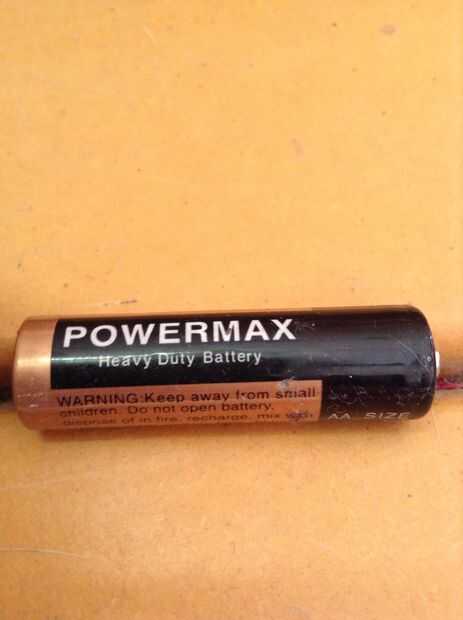 POWERMAX
Heavy Duty Battery
WARNING:Keep away from small
children. Do not open battery,
dispose of in fire, recharge, mix with
AA SIZE